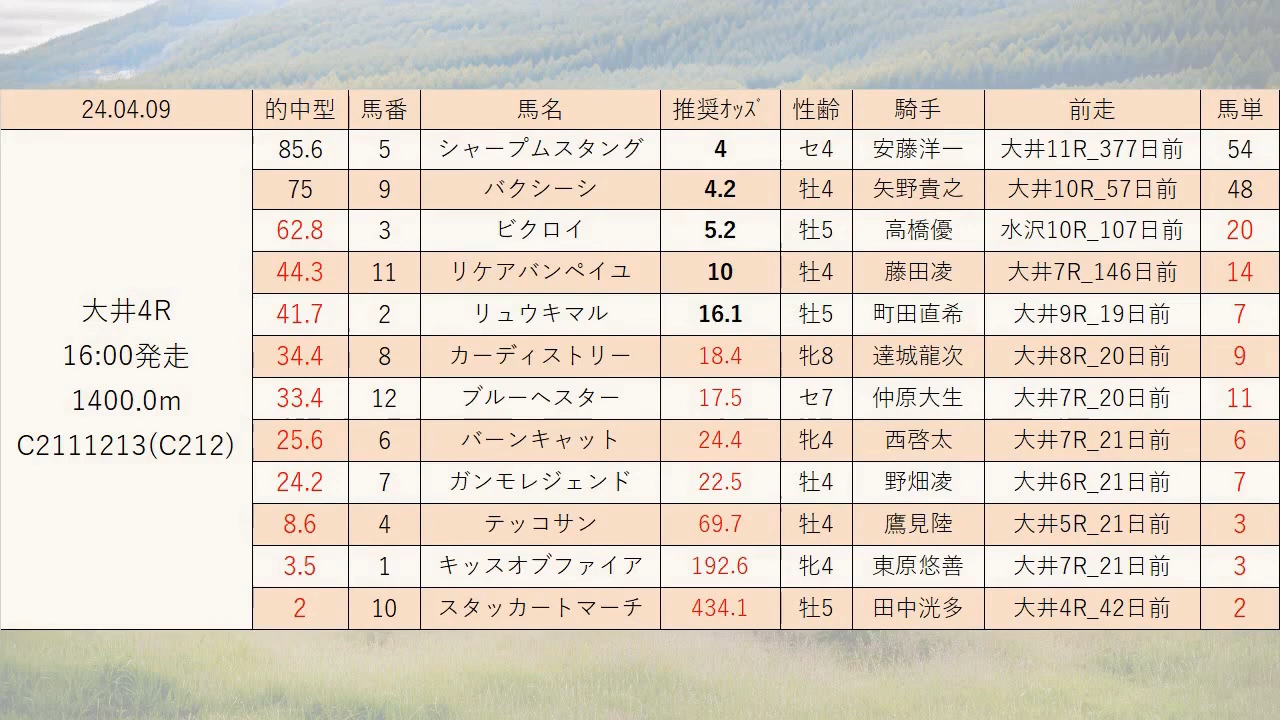 24.04.09 的中型 馬番 馬名 推奨ｵｯｽﾞ 性齢 騎手 前走 馬単
85.6 5 シャープムスタング 4 セ4 安藤洋一 大井11R_377日前 54
75 9 バクシーシ 4.2 牡4 矢野貴之 大井10R_57日前 48
62.8 3 ビクロイ 5.2 牡5 高橋優 水沢10R_107日前 20
44.3 11 リケアバンペイユ 10 牡4 藤田凌 大井7R_146日前 14
大井4R
16:00発走
1400.0m
C2111213(C212)
41.7 2 リュウキマル 16.1 牡5 町田直希 大井9R_19日前 7
34.4 8 カーディストリー 18.4 牝8 達城龍次 大井8R_20日前 9
33.4 12 ブルーヘスター 17.5 セ7 仲原大生 大井7R_20日前 11
25.6 6 バーンキャット 24.4 牝4 西啓太 大井7R_21日前 6
24.2 7 ガンモレジェンド 22.5 牡4 野畑凌 大井6R_21日前 7
8.6 4 テッコサン 69.7 牡4 鷹見陸 大井5R_21日前 3
3.5 1 キッスオブファイア 192.6 牝4 東原悠善 大井7R_21日前 3
2 10 スタッカートマーチ 434.1 牡5 田中洸多 大井4R_42日前 2